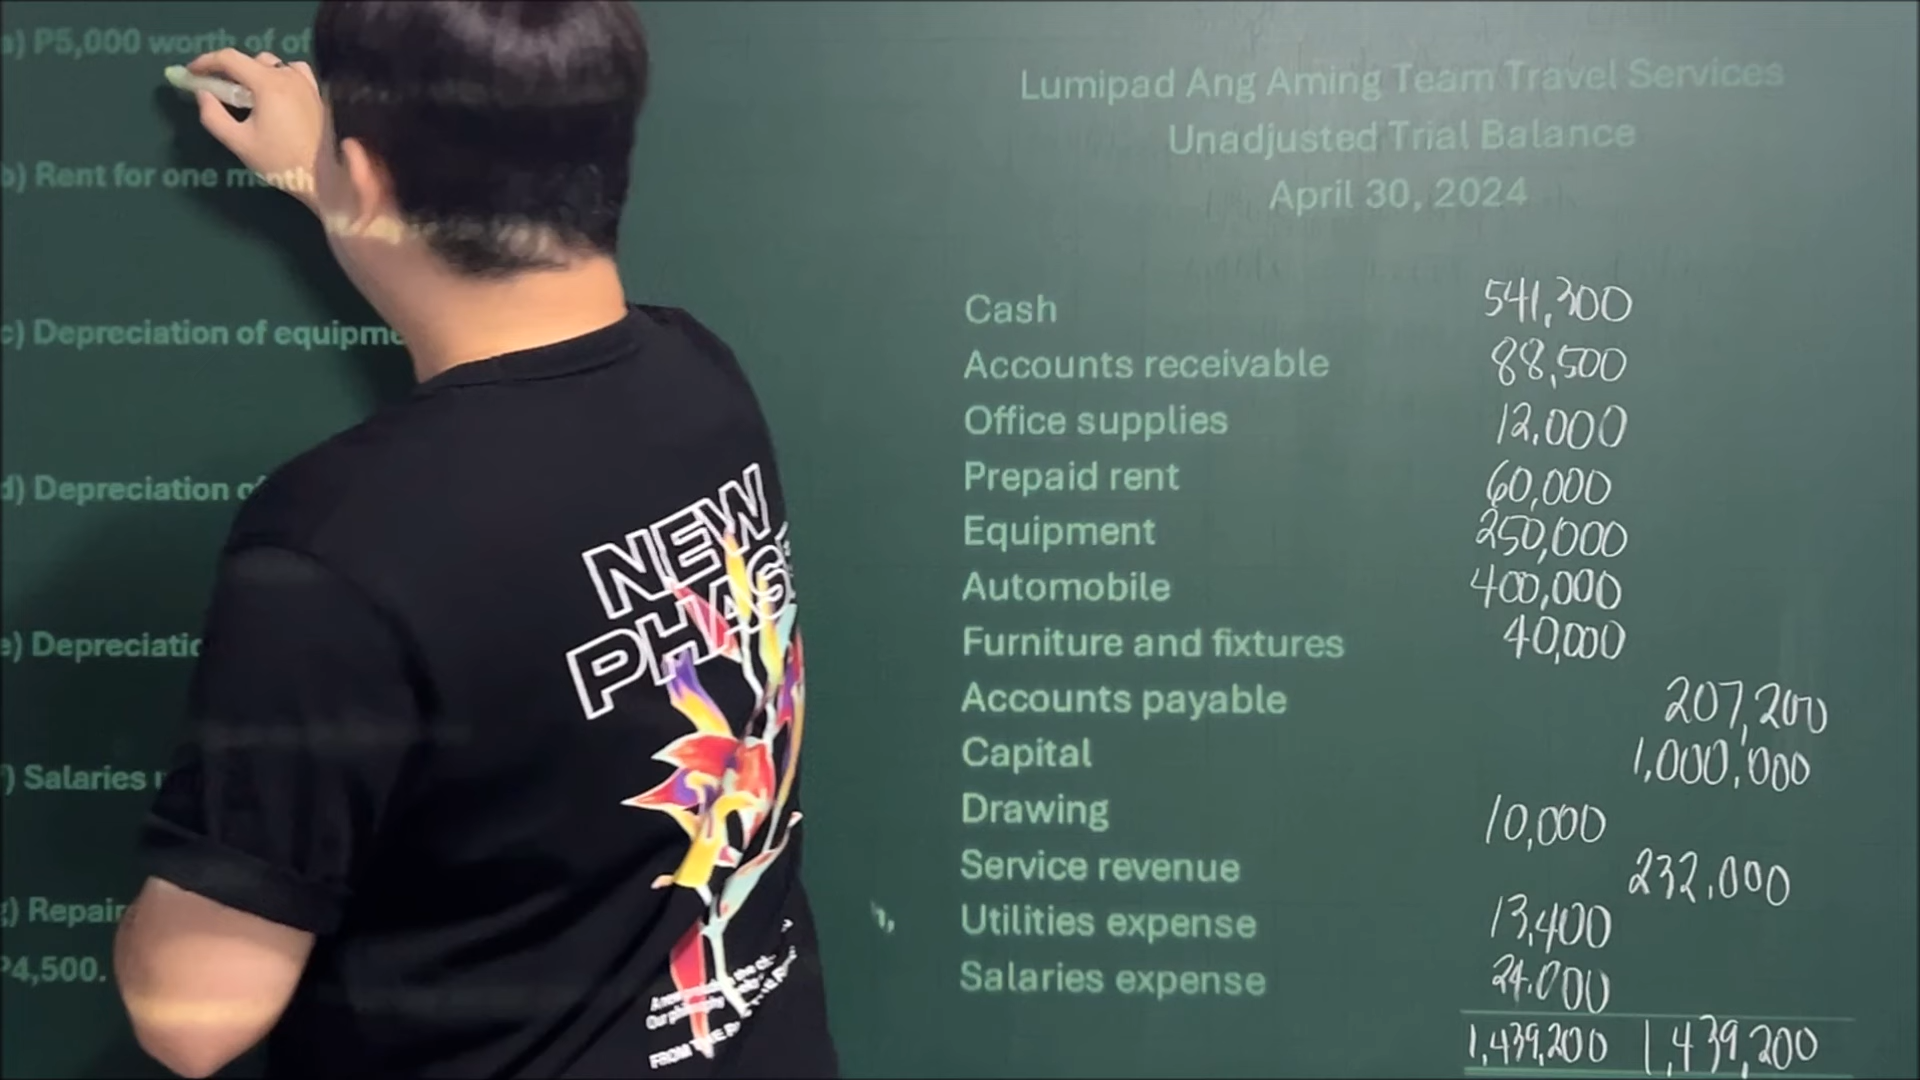 a) P5,000 worth of of
b) Rent for one month
c) Depreciation of equipme
d) Depreciation of
e) Depreciatio
f) Salaries u
g) Repair
h,
P4,500.
Lumipad Ang Aming Team Travel Services
Unadjusted Trial Balance
April 30, 2024
Cash 541,300
Accounts receivable 88,500
Office supplies 12,000
Prepaid rent 60,000
Equipment 250,000
Automobile 400,000
Furniture and fixtures 40,000
Accounts payable 207,200
Capital 1,000,000
Drawing 10,000
Service revenue 232,000
Utilities expense 13,400
Salaries expense 24,000
1,439,200 1,439,200
NEW
PHASE